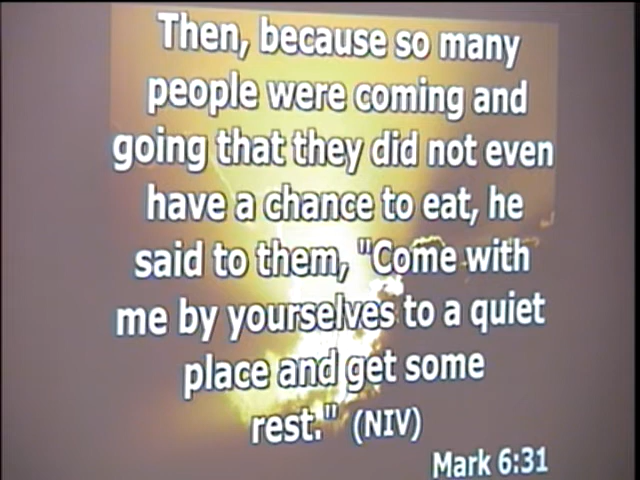 Then, because so many
people were coming and
going that they did not even
have a chance to eat, he
said to them, "Come with
me by yourselves to a quiet
place and get some
rest." (NIV)
Mark 6:31